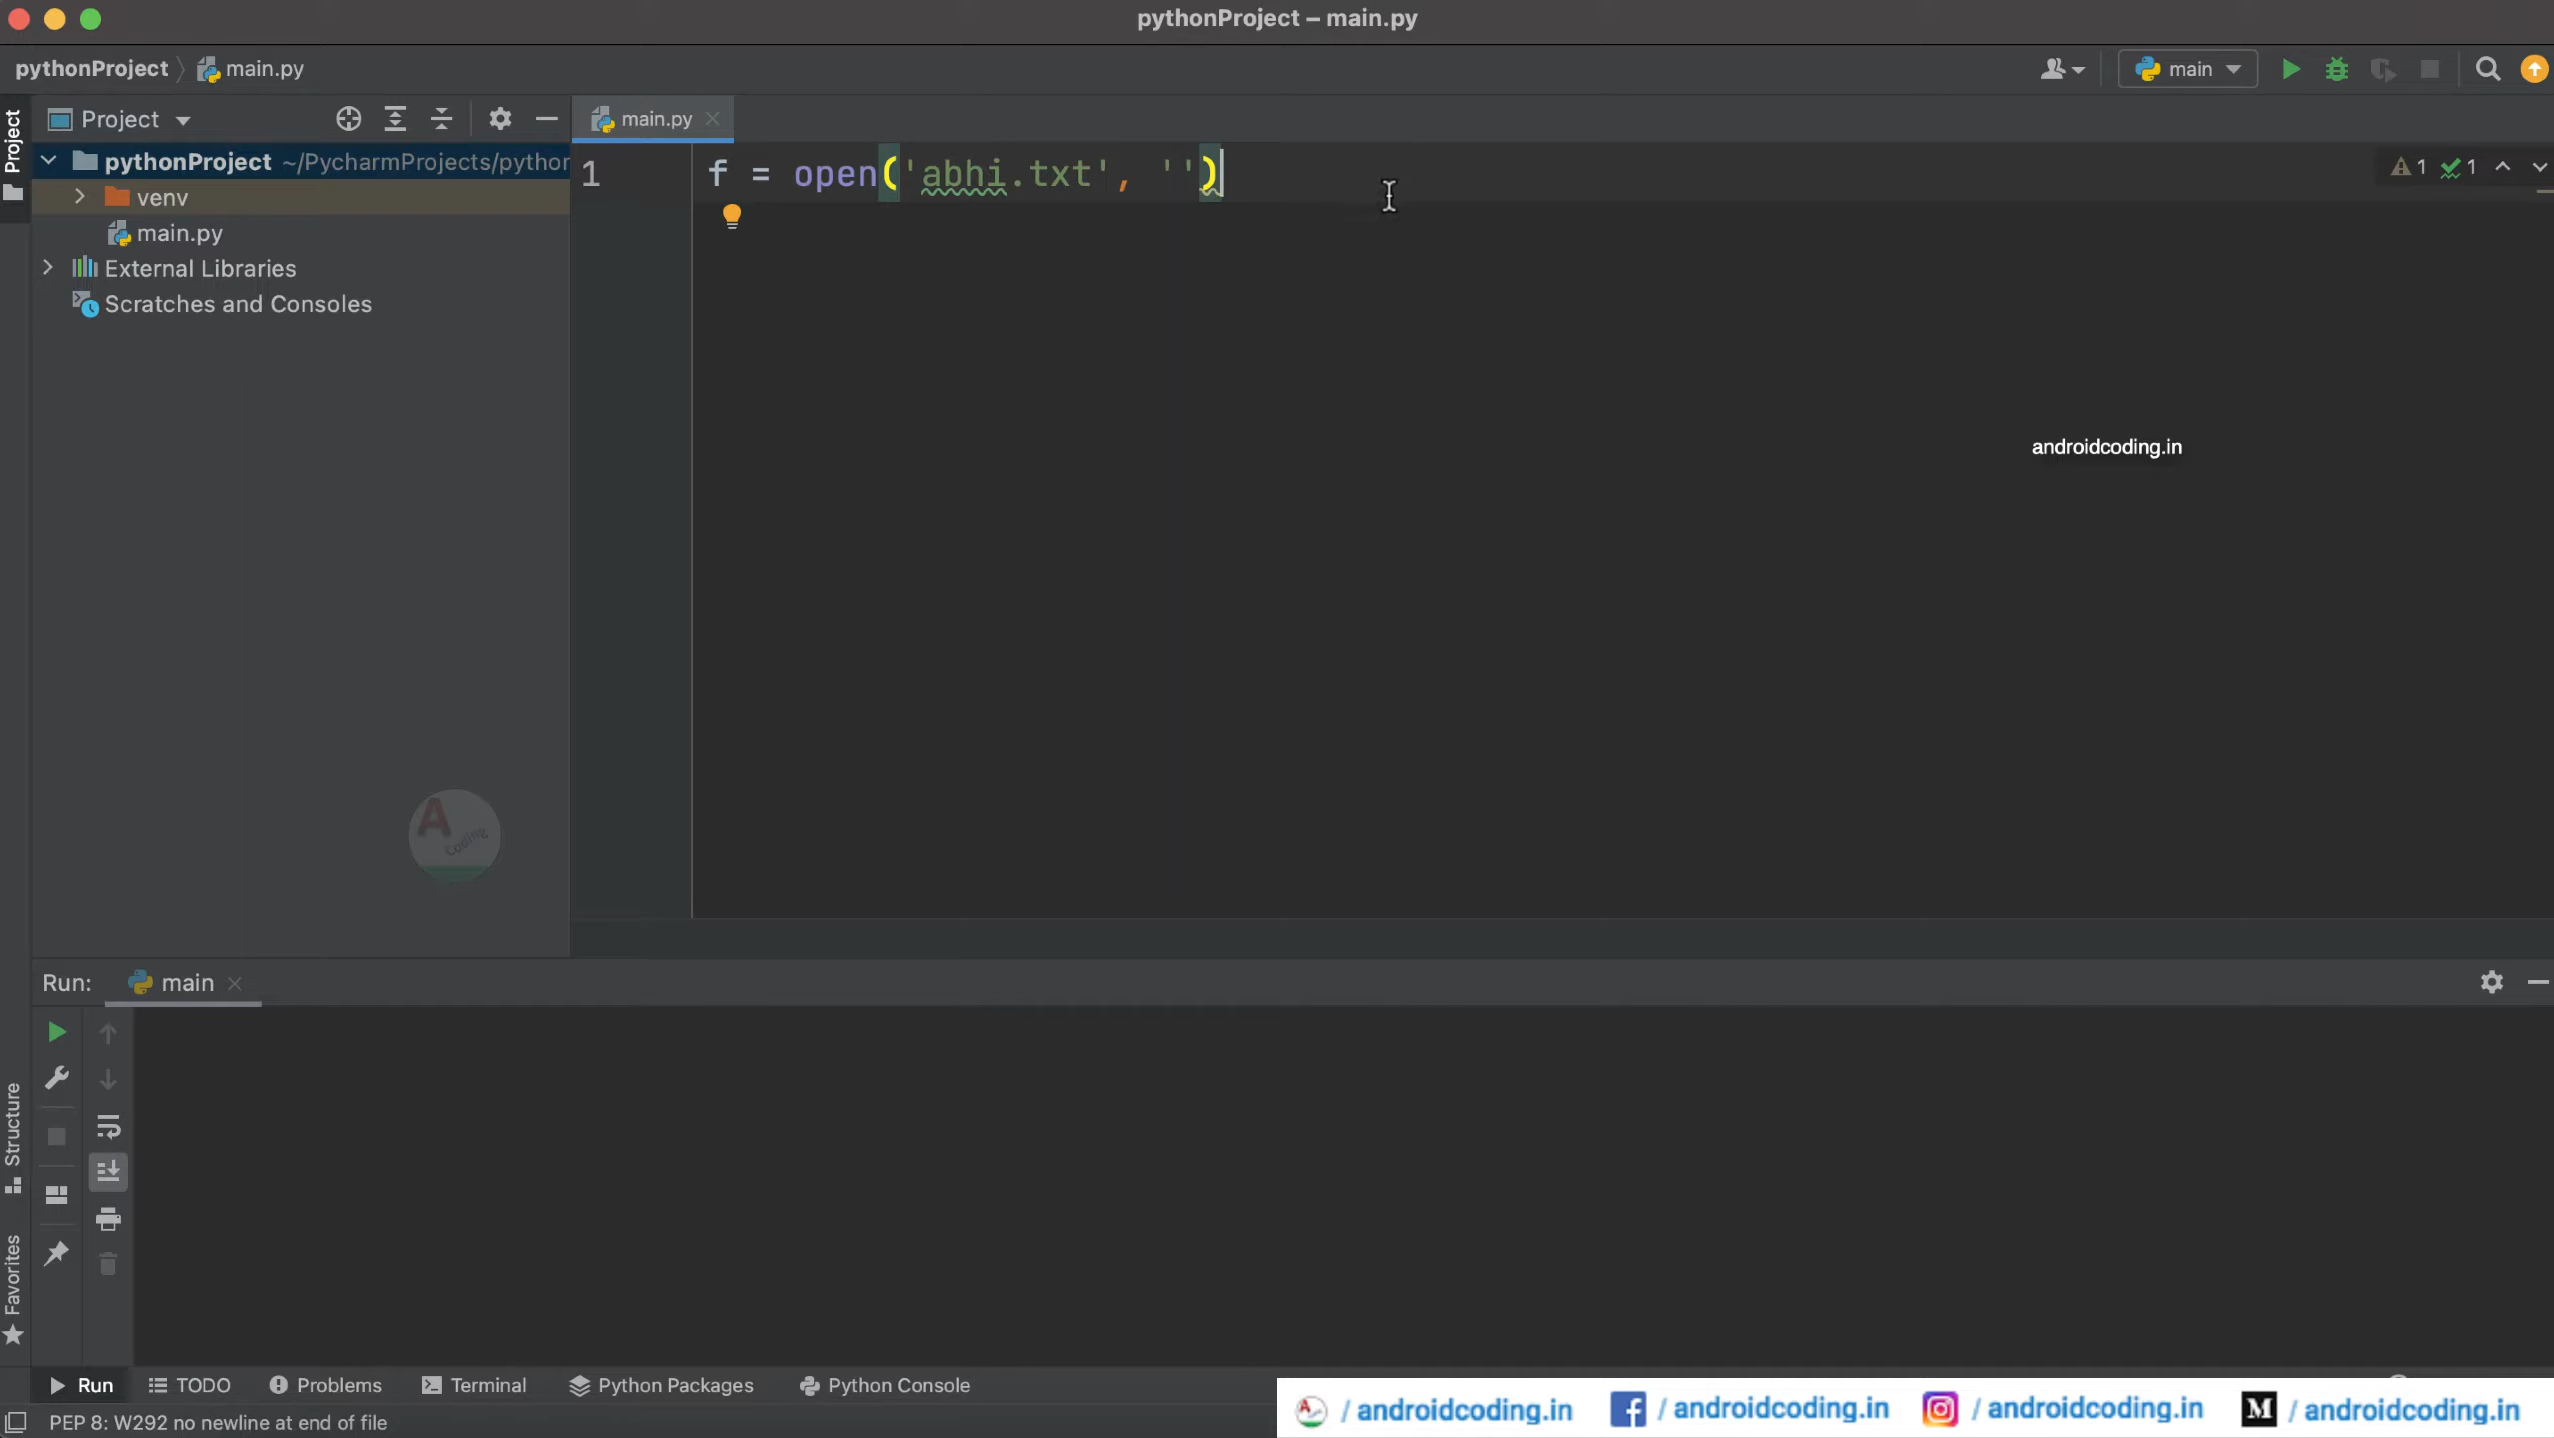 pythonProject – main.py
pythonProject main.py
main
Project
main.py
Project
pythonProject ~/PycharmProjects/python
venv
main.py
External Libraries
Scratches and Consoles
1 f = open('abhi.txt', '')
1 1
androidcoding.in
A Coding
Run: main
Structure
Favorites
Run TODO Problems Terminal Python Packages Python Console
PEP 8: W292 no newline at end of file
/ androidcoding.in / androidcoding.in / androidcoding.in M / androidcoding.in